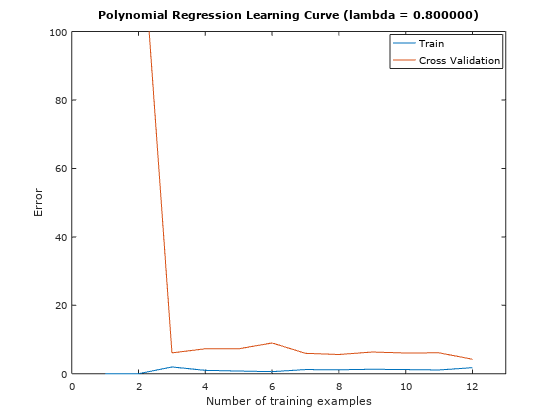 Polynomial Regression Learning Curve (lambda = 0.800000)
Train
Cross Validation
100
80
60
40
20
0
Error
0 2 4 6 8 10 12
Number of training examples